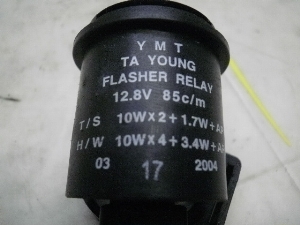 Y M T
TA YOUNG
FLASHER RELAY
12.8V 85c/m
T/S 10W×2+1.7W+
H/W 10W×4+3.4W+
03 17 2004